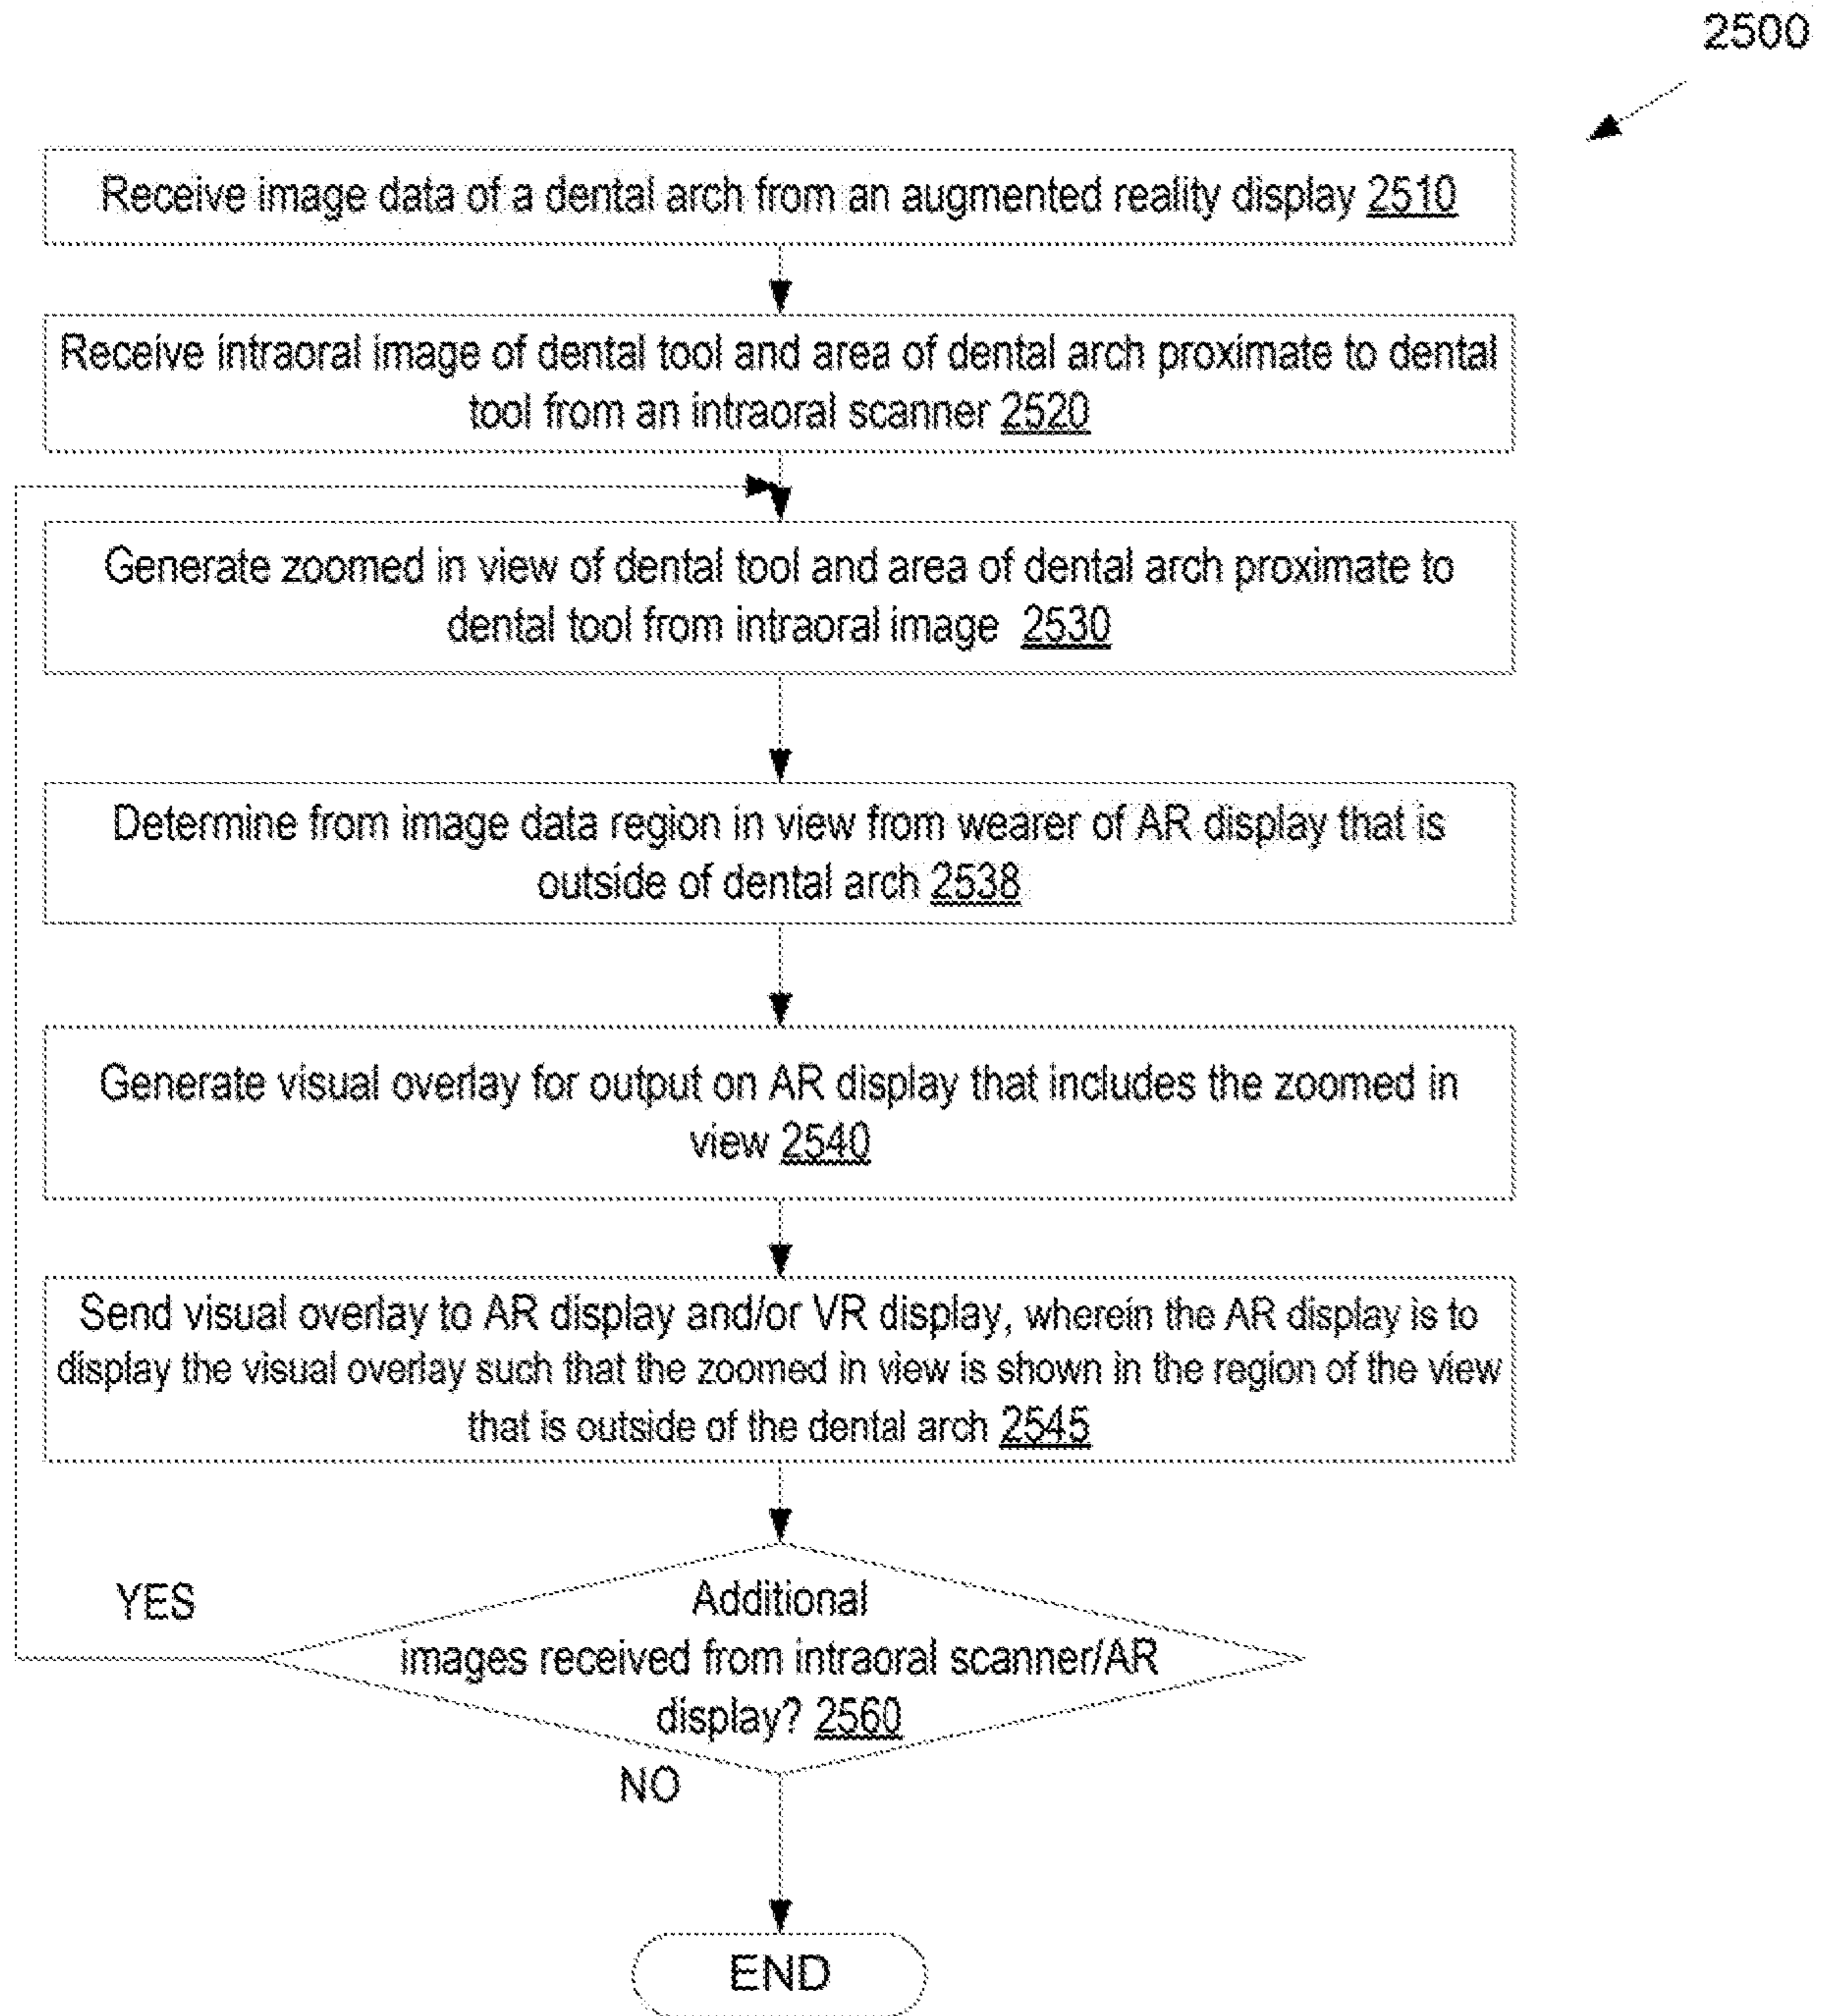 2500
Receive image data of a dental arch from an augmented reality display 2510
Receive intraoral image of dental tool and area of dental arch proximate to dental
tool from an intraoral scanner 2520
Generate zoomed in view of dental tool and area of dental arch proximate to
dental tool from intraoral image 2530
Determine from image data region in view from wearer of AR display that is
outside of dental arch 2538
Generate visual overlay for output on AR display that includes the zoomed in
view 2540
Send visual overlay to AR display and/or VR display, wherein the AR display is to
display the visual overlay such that the zoomed in view is shown in the region of the view
that is outside of the dental arch 2545
YES
Additional
images received from intraoral scanner/AR
display? 2560
NO
END